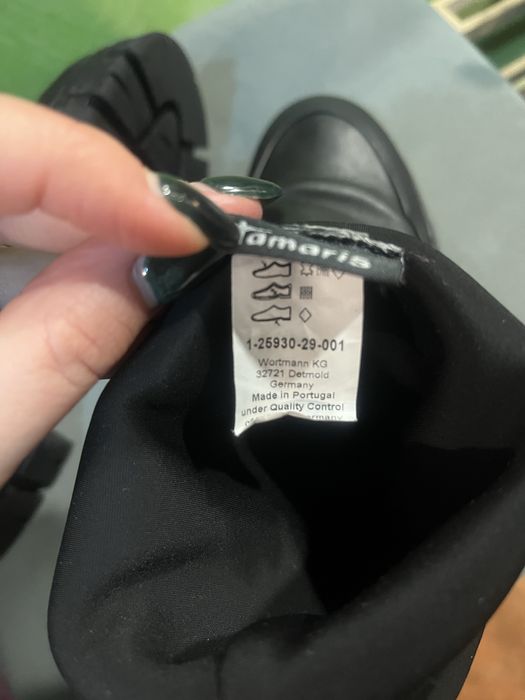 tamaris
1-25930-29-001
Wortmann KG
32721 Detmold
Germany
Made in Portugal
under Quality Control